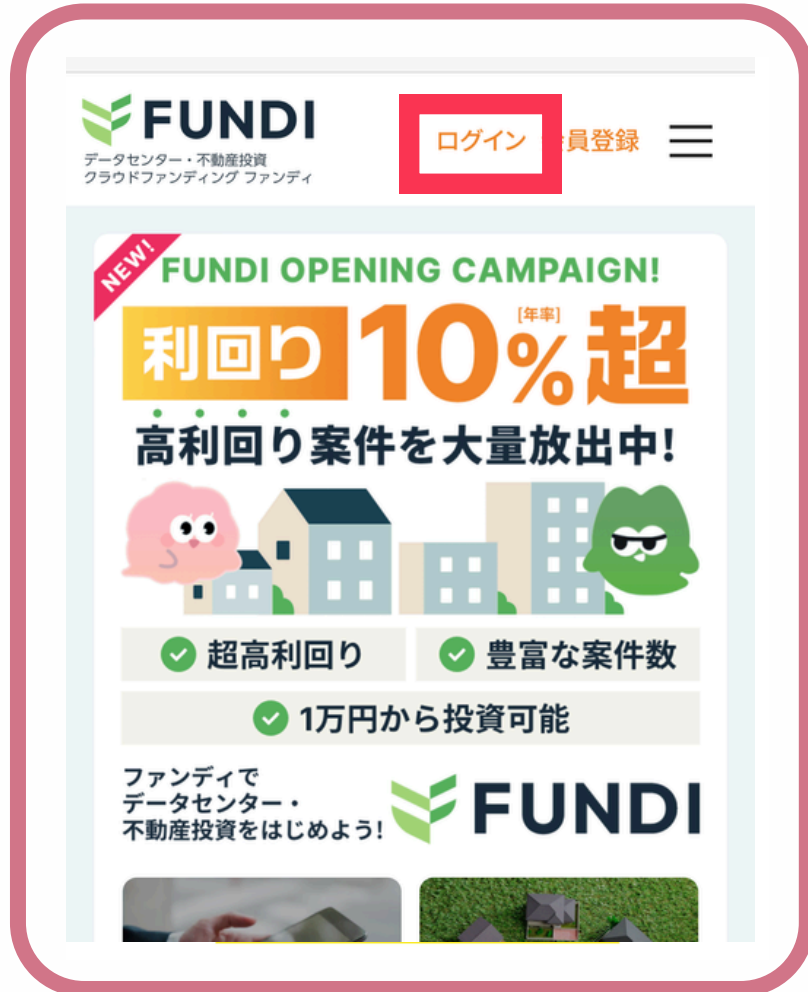 FUNDI
データセンター・不動産投資
クラウドファンディング ファンディ
ログイン
員登録
NEW!
FUNDI OPENING CAMPAIGN!
利回り10%超
[年率]
高利回り案件を大量放出中!
超高利回り
豊富な案件数
1万円から投資可能
ファンディで
データセンター・
不動産投資をはじめよう!
FUNDI